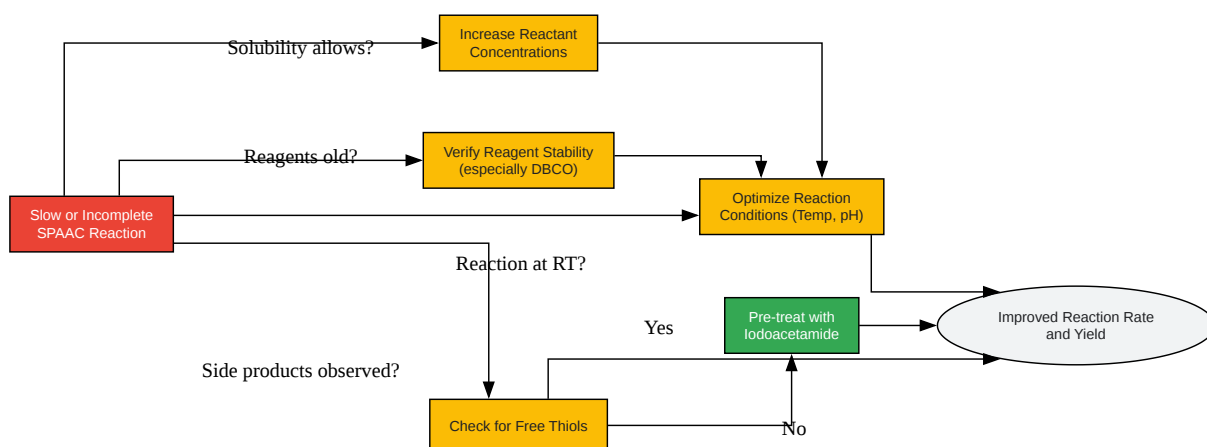 Increase Reactant
Concentrations
Solubility allows?
Verify Reagent Stability
(especially DBCO)
Reagents old?
Optimize Reaction
Conditions (Temp, pH)
Slow or Incomplete
SPAAC Reaction
Reaction at RT?
Pre-treat with
Iodoacetamide
Yes
Improved Reaction Rate
and Yield
Side products observed?
Check for Free Thiols
No